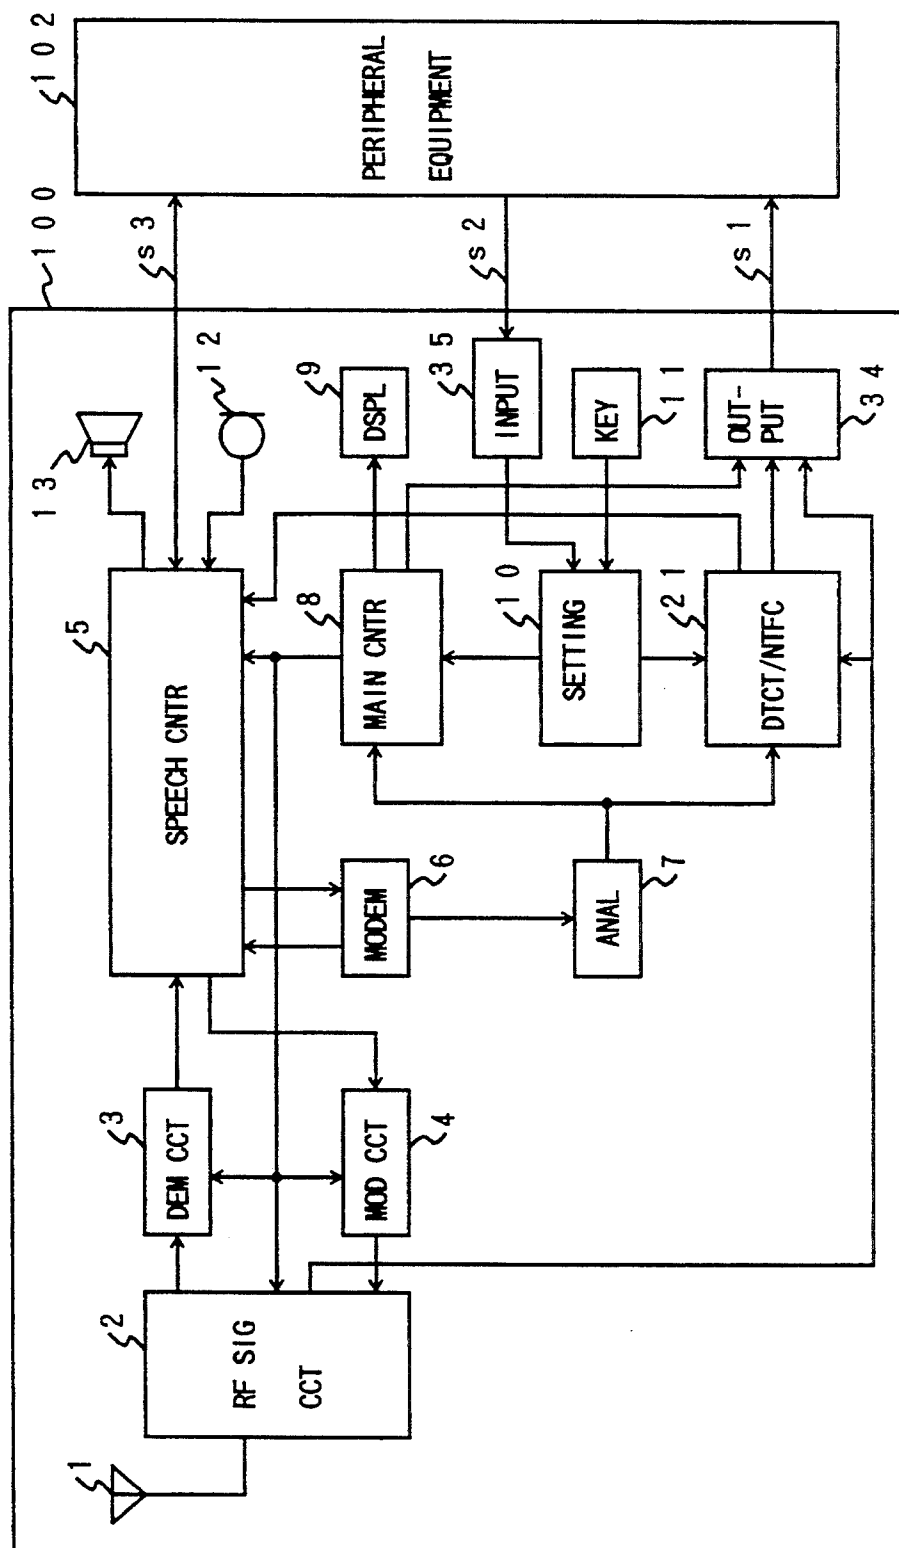 100
102
1
2
RF SIG
CCT
3
DEM CCT
4
MOD CCT
5
SPEECH CNTR
13
12
s3
6
MODEM
8
MAIN CNTR
9
DSPL
35
INPUT
s2
PERIPHERAL
EQUIPMENT
7
ANAL
10
SETTING
KEY
11
21
DTCT/NTFC
OUT-
PUT
34
s1